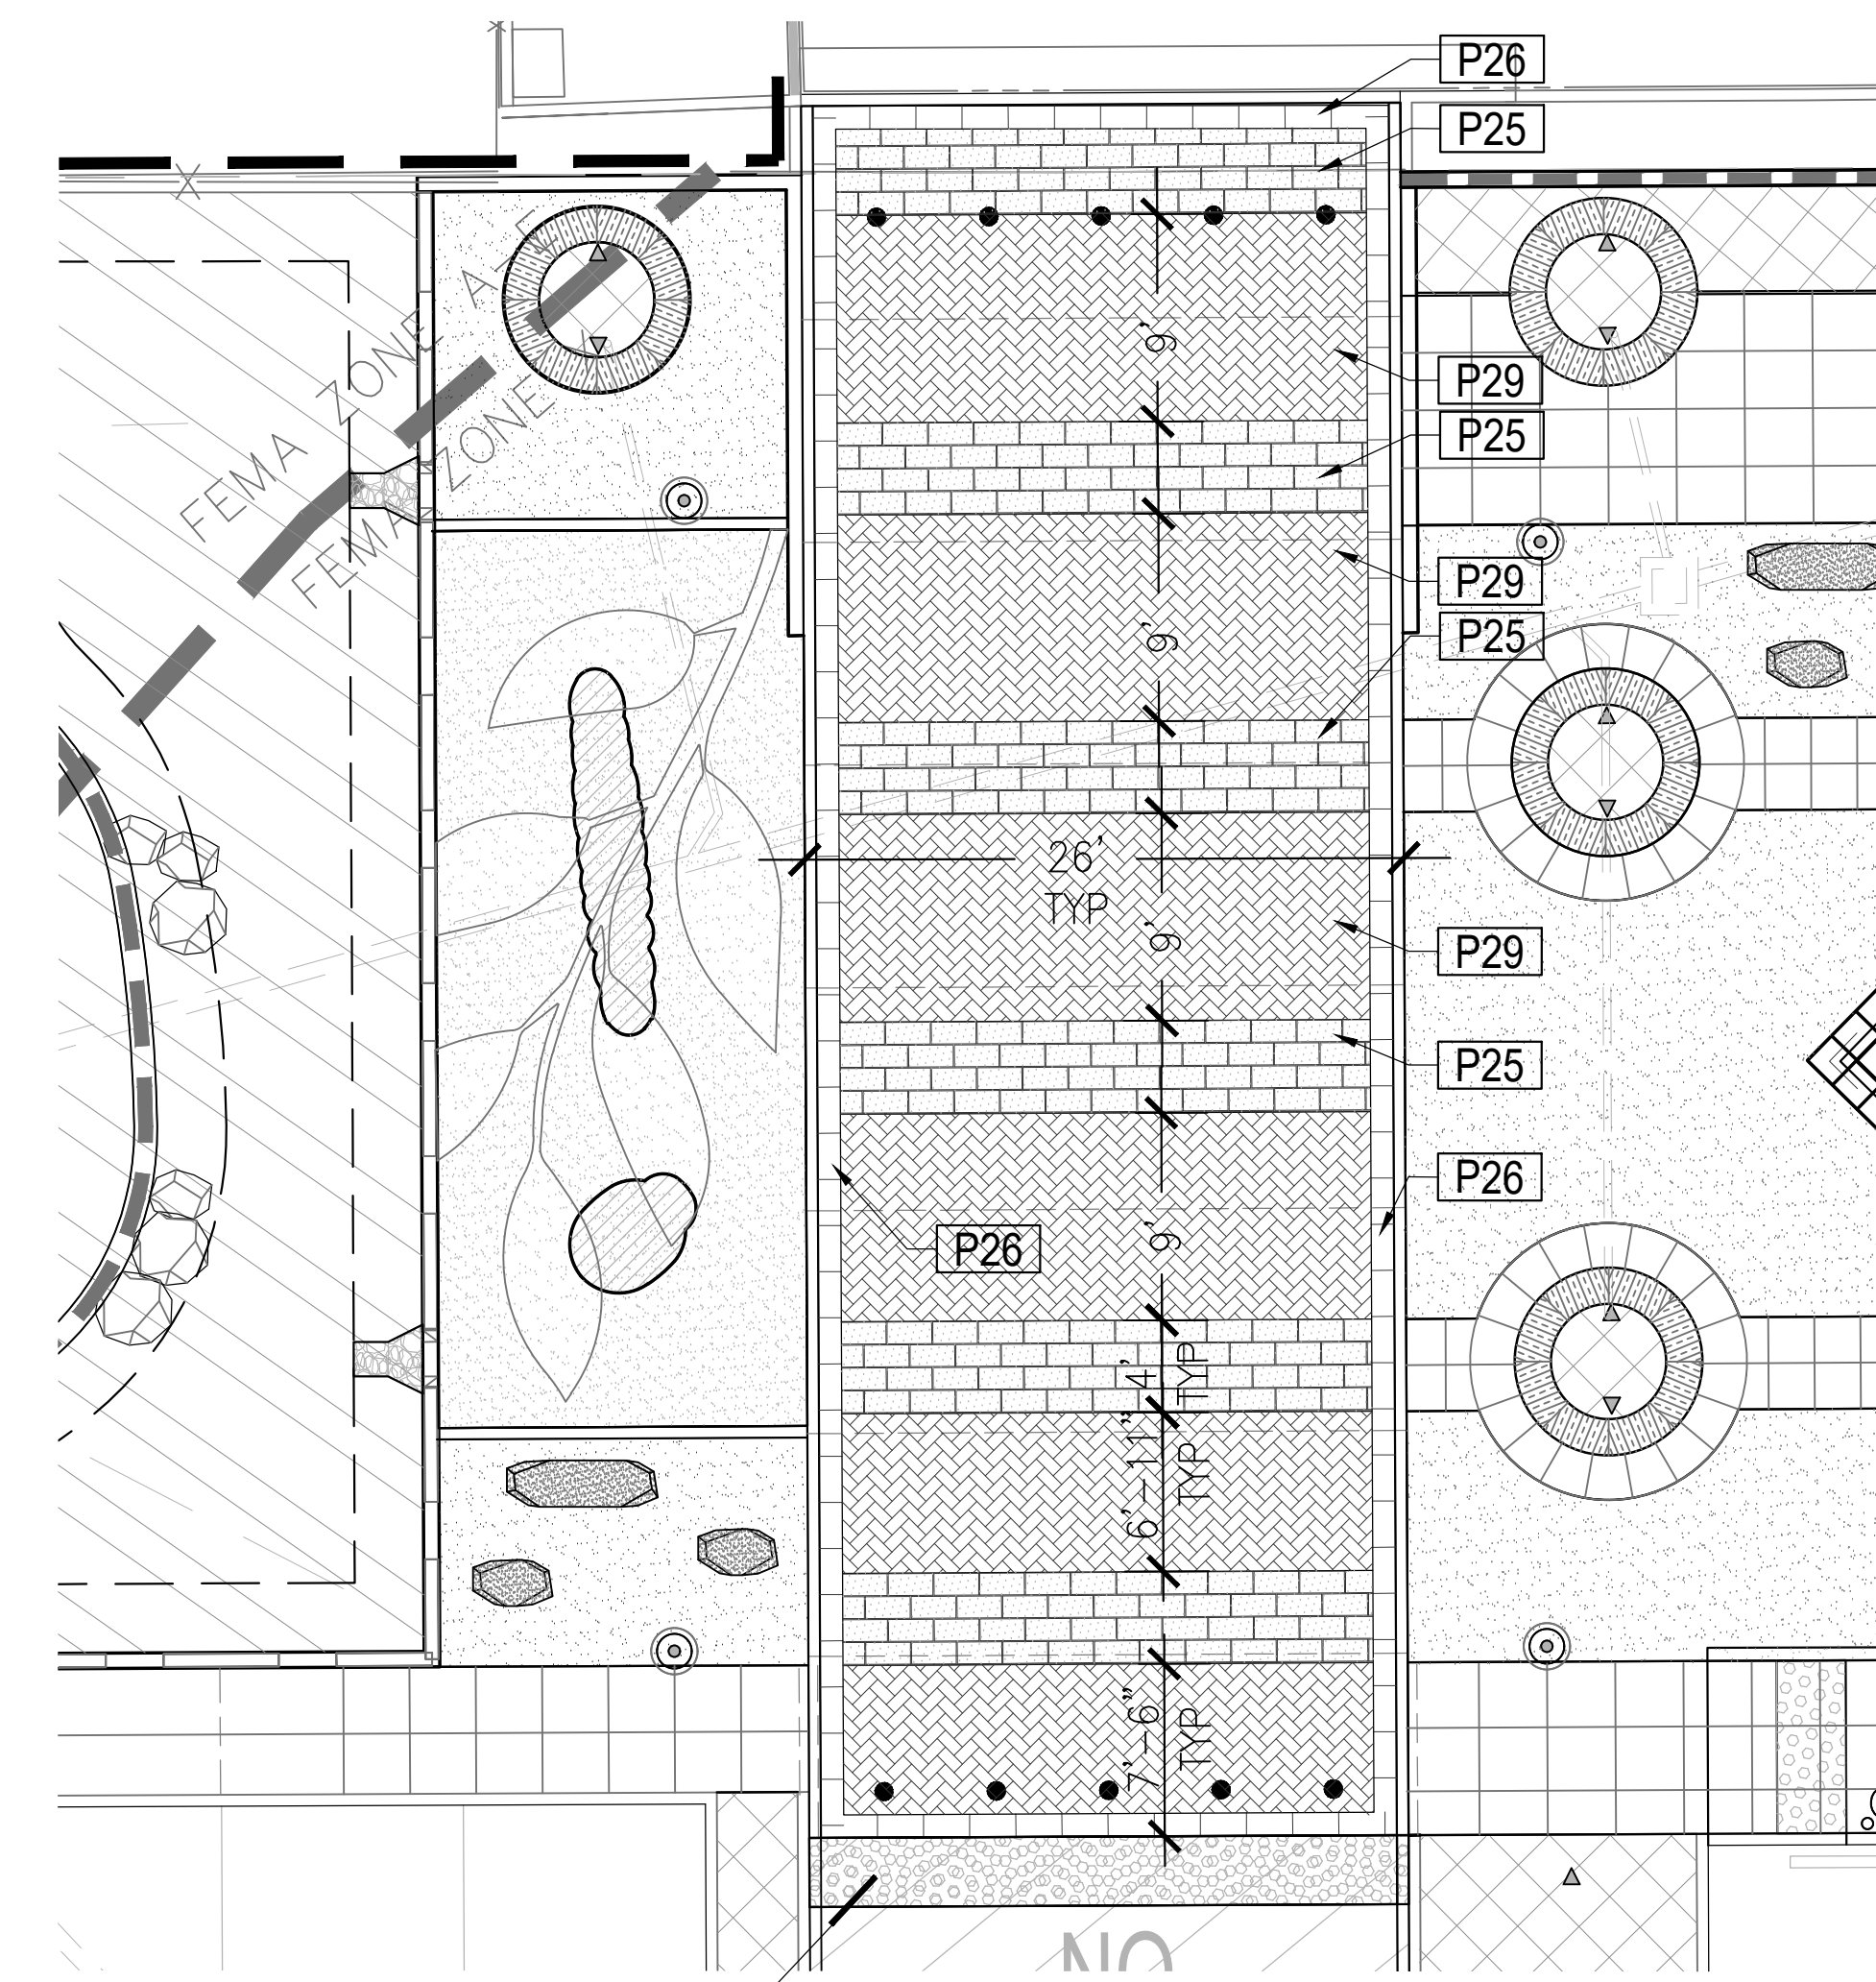 P26
P25
FEMA ZONE A
FEMA ZONE
9'
P29
P25
P29
9'
P25
26'
TYP
9'
P29
P25
P26
9'
P26
4'
TYP
6'-11"
TYP
7'-6"
TYP
NO